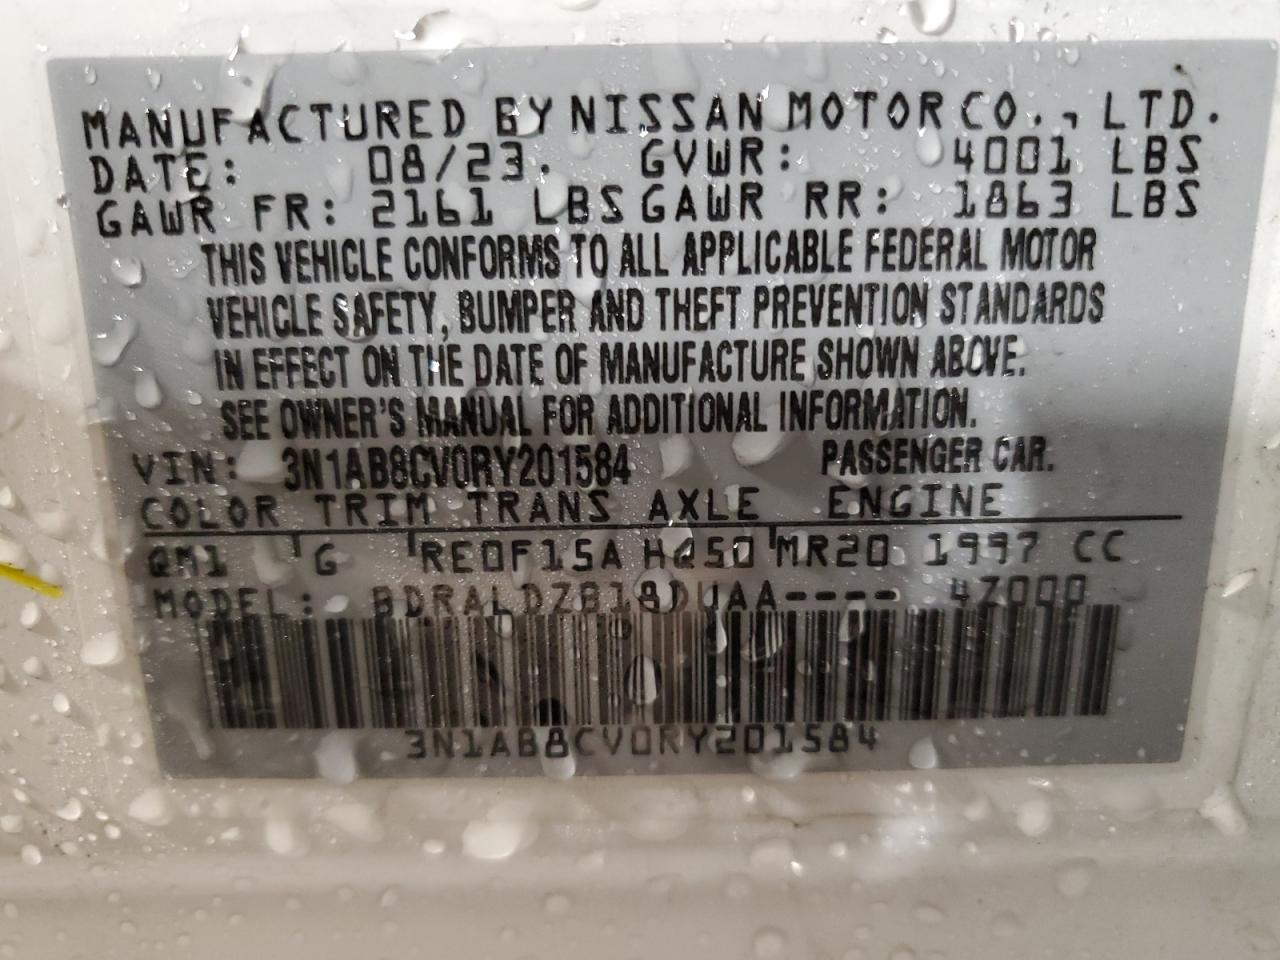 MANUFACTURED BY NISSAN MOTOR CO., LTD.
DATE: 08/23. GVWR: 4001 LBS
GAWR FR: 2161 LBS GAWR RR: 1863 LBS
THIS VEHICLE CONFORMS TO ALL APPLICABLE FEDERAL MOTOR
VEHICLE SAFETY, BUMPER AND THEFT PREVENTION STANDARDS
IN EFFECT ON THE DATE OF MANUFACTURE SHOWN ABOVE.
SEE OWNER'S MANUAL FOR ADDITIONAL INFORMATION.
VIN: 3N1AB8CV0RY201584 PASSENGER CAR.
COLOR TRIM TRANS AXLE ENGINE
QM1 G RE0F15A HQ50 MR20 1997 CC
MODEL: BDRALDZB18DUAA---- 4Z000
3N1AB8CV0RY201584